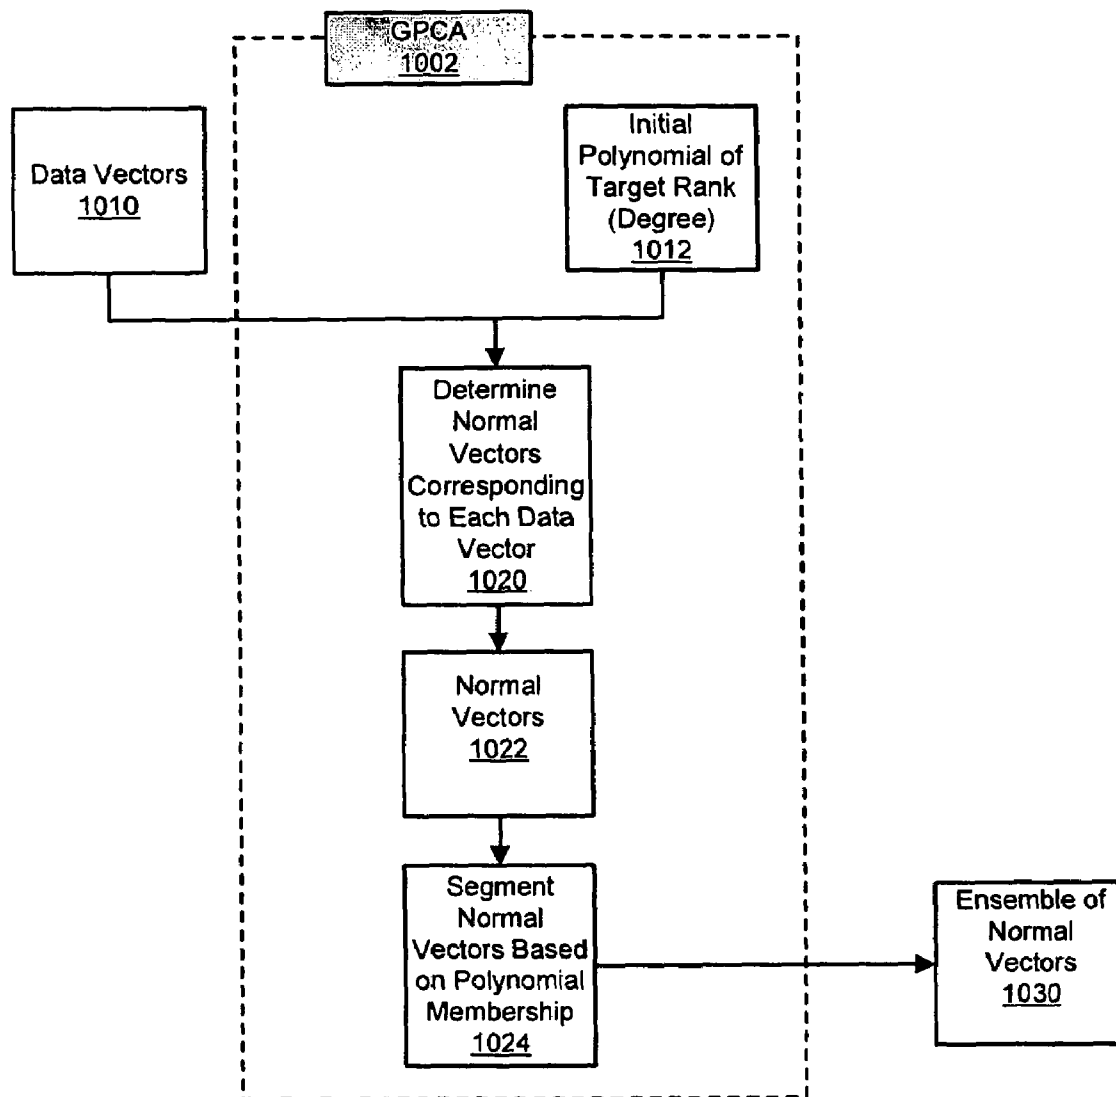 GPCA
1002
Data Vectors
1010
Initial
Polynomial of
Target Rank
(Degree)
1012
Determine
Normal
Vectors
Corresponding
to Each Data
Vector
1020
Normal
Vectors
1022
Segment
Normal
Vectors Based
on Polynomial
Membership
1024
Ensemble of
Normal
Vectors
1030